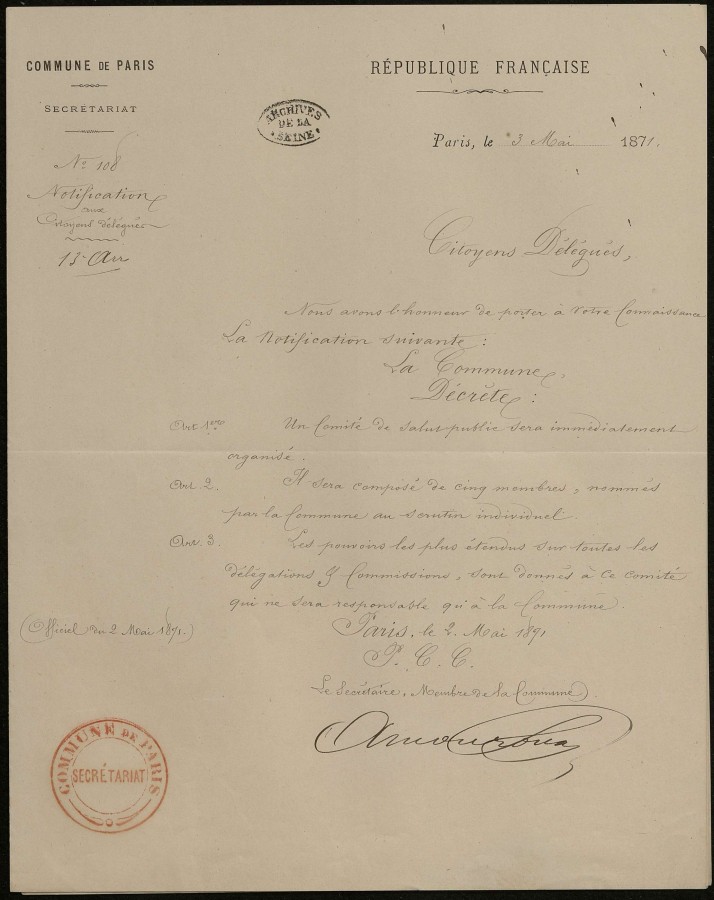 COMMUNE DE PARIS
SECRÉTARIAT
RÉPUBLIQUE FRANÇAISE
ARCHIVES
DE LA
SEINE
Paris, le 3 Mai 1871.
N° 108
Notification
aux
Citoyens délégués
13e Arr
Citoyens Délégués,
Nous avons l'honneur de porter à votre Connaissance
La Notification suivante :
La Commune,
Décrète :
Art 1er Un Comité de salut public sera immédiatement
organisé.
Art 2. Il sera composé de cinq membres, nommés
par la Commune au scrutin individuel
Art. 3 Les pouvoirs les plus étendus sur toutes les
délégations & Commissions, sont donnés à ce comité
qui ne sera responsable qu'à la Commune.
(Officiel du 2 Mai 1871.)
Paris, le 2. Mai 1871
P. C. C.
Le Secrétaire, Membre de la Commune.
Amouroux
COMMUNE DE PARIS
SECRÉTARIAT